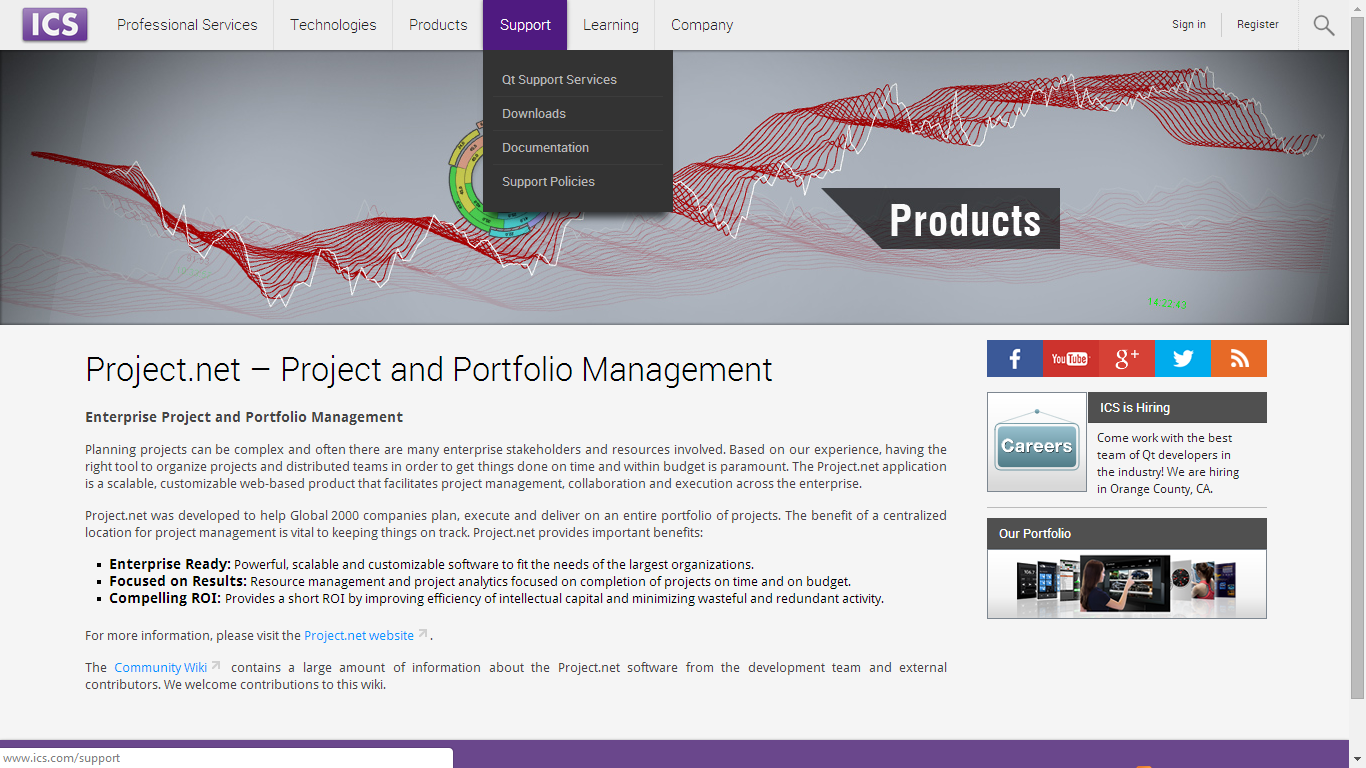 ICS
Professional Services
Technologies
Products
Support
Learning
Company
Sign in
Register
Qt Support Services
Downloads
Documentation
Support Policies
Products
Project.net – Project and Portfolio Management
Enterprise Project and Portfolio Management
Planning projects can be complex and often there are many enterprise stakeholders and resources involved. Based on our experience, having the
right tool to organize projects and distributed teams in order to get things done on time and within budget is paramount. The Project.net application
is a scalable, customizable web-based product that facilitates project management, collaboration and execution across the enterprise.
Project.net was developed to help Global 2000 companies plan, execute and deliver on an entire portfolio of projects. The benefit of a centralized
location for project management is vital to keeping things on track. Project.net provides important benefits:
Enterprise Ready: Powerful, scalable and customizable software to fit the needs of the largest organizations.
Focused on Results: Resource management and project analytics focused on completion of projects on time and on budget.
Compelling ROI: Provides a short ROI by improving efficiency of intellectual capital and minimizing wasteful and redundant activity.
For more information, please visit the Project.net website.
The Community Wiki contains a large amount of information about the Project.net software from the development team and external
contributors. We welcome contributions to this wiki.
f
You Tube
g+
Careers
ICS is Hiring
Come work with the best
team of Qt developers in
the industry! We are hiring
in Orange County, CA.
Our Portfolio
www.ics.com/support